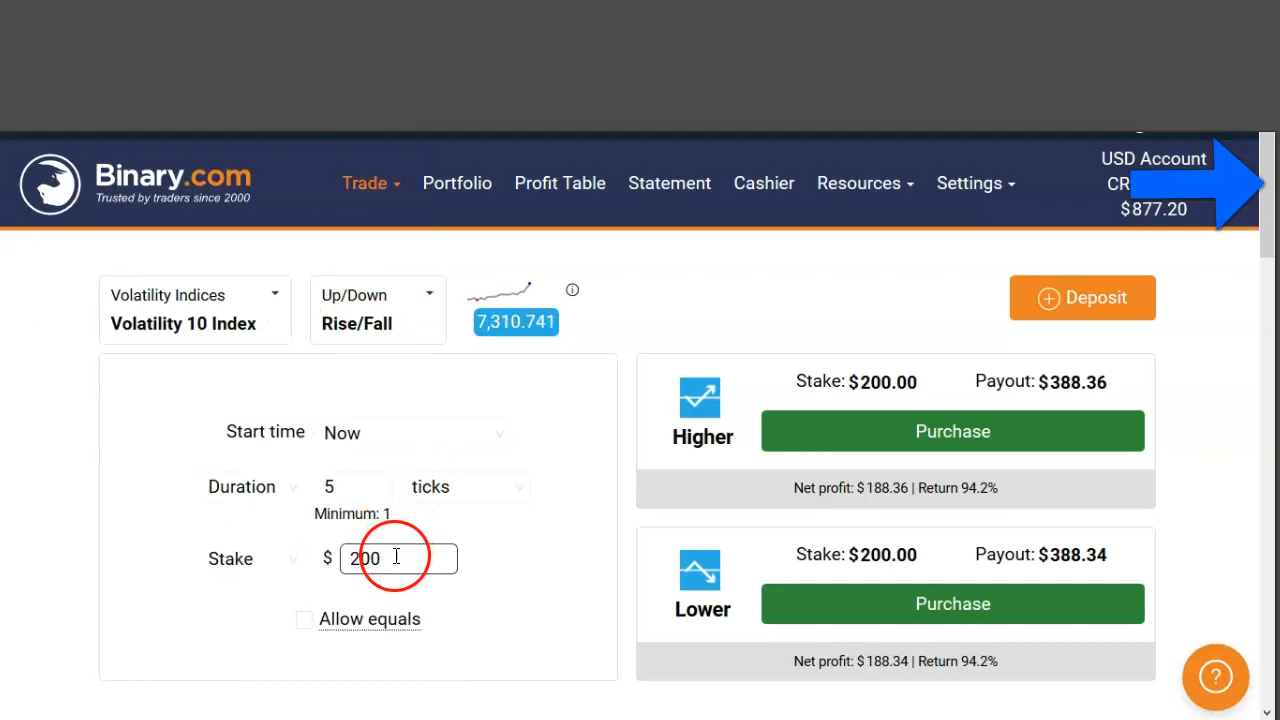 Binary.com
Trusted by traders since 2000
Trade
Portfolio
Profit Table
Statement
Cashier
Resources
Settings
USD Account
CR
$877.20
Volatility Indices
Volatility 10 Index
Up/Down
Rise/Fall
7,310.741
Deposit
Start time
Now
Duration
5
ticks
Minimum: 1
Stake
$
200
Allow equals
Higher
Stake: $200.00
Payout: $388.36
Purchase
Net profit: $188.36 | Return 94.2%
Lower
Stake: $200.00
Payout: $388.34
Purchase
Net profit: $188.34 | Return 94.2%
?